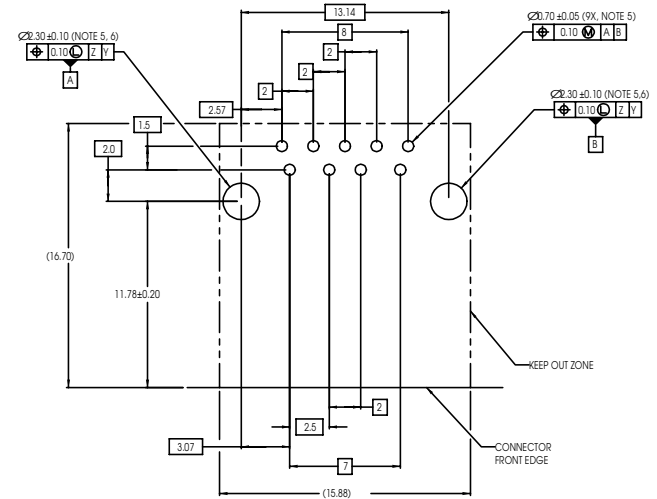 13.14
Ø0.70 ±0.05 (9X, NOTE 5)
0.10 Ⓜ A B
8
Ø2.30 ±0.10 (NOTE 5, 6)
0.10 Ⓛ Z Y
A
2
2
2
2.57
Ø2.30 ±0.10 (NOTE 5,6)
0.10 Ⓛ Z Y
B
1.5
2.0
(16.70)
11.78±0.20
KEEP OUT ZONE
2
2.5
3.07
CONNECTOR
FRONT EDGE
7
(15.88)